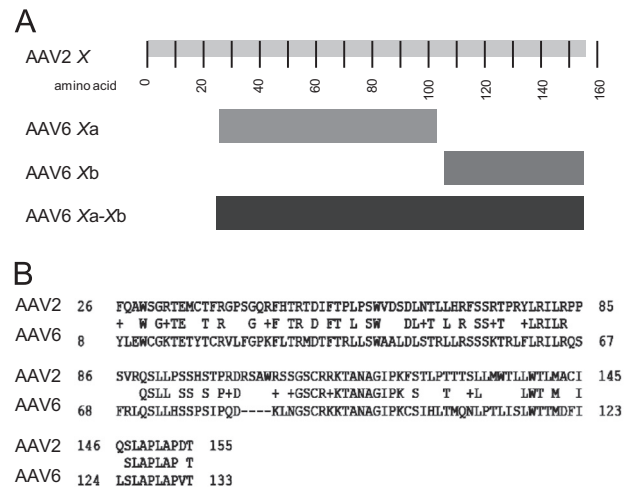 A
AAV2 X
amino acid 0 20 40 60 80 100 120 140 160
AAV6 Xa
AAV6 Xb
AAV6 Xa-Xb
B
AAV2 26 FQAWSGRTEMCTFRGPSGQRFHTRTDIFTPLPSWVDSDLNTLLHRFSSRTPRYLRILRPP 85
+ W G+TE T R G +F TR D FT L SW DL+T L R SS+T +LRILR
AAV6 8 YLEWCGKTETYTCRVLFGPKFLTRMDTFTRLLSWAALDLSTRLLRSSSKTRLFLRILRQS 67
AAV2 86 SVRQSLLPSSHSTPRDRSAWRSSGSCRRKTANAGIPKFSTLPTTTSLLMWTLLWTLMACI 145
QSLL SS S P+D + +GSCR+KTANAGIPK S T +L LWT M I
AAV6 68 FRLQSLLHSSPSIPQD----KLNGSCRKKTANAGIPKCSIHLTMQNLPTLISLWTTMDFI 123
AAV2 146 QSLAPLAPDT 155
SLAPLAP T
AAV6 124 LSLAPLAPVT 133